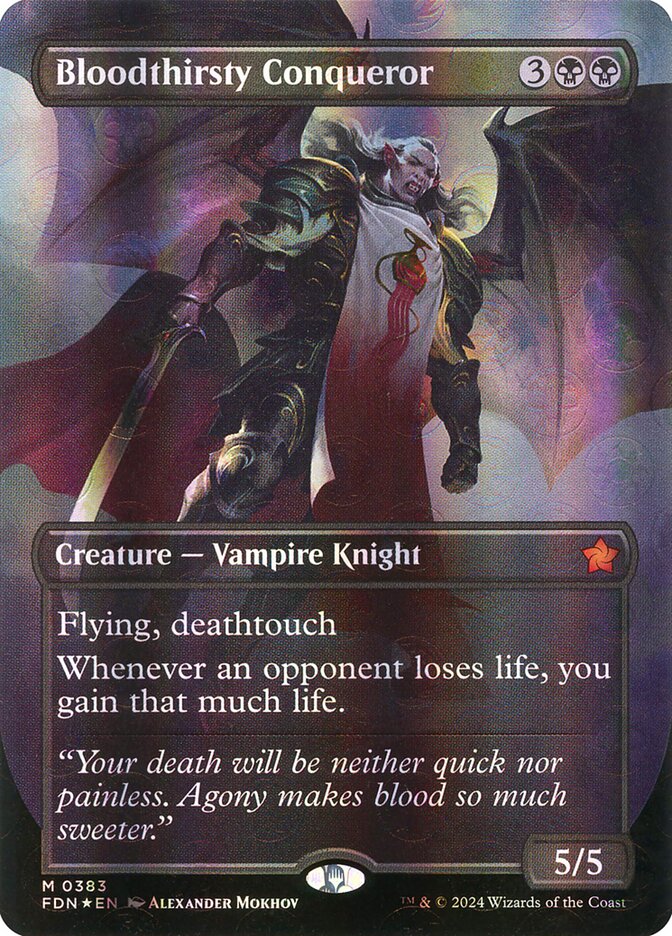 Bloodthirsty Conqueror 3
Creature — Vampire Knight
Flying, deathtouch
Whenever an opponent loses life, you
gain that much life.
“Your death will be neither quick nor
painless. Agony makes blood so much
sweeter.”
5/5
M 0383
FDN★EN Alexander Mokhov ™ & © 2024 Wizards of the Coast